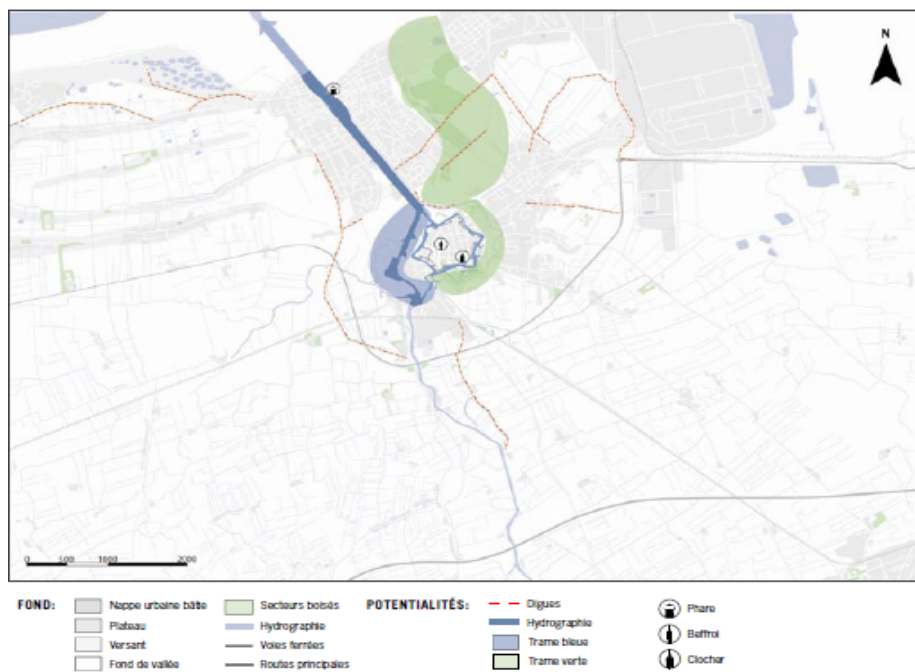 N
0 500 1000 2000
FOND:
Nappe urbaine bâtie
Plateau
Versant
Fond de vallée
Secteurs boisés
Hydrographie
Voies ferrées
Routes principales
POTENTIALITÉS:
Digues
Hydrographie
Trame bleue
Trame verte
Phare
Beffroi
Clocher